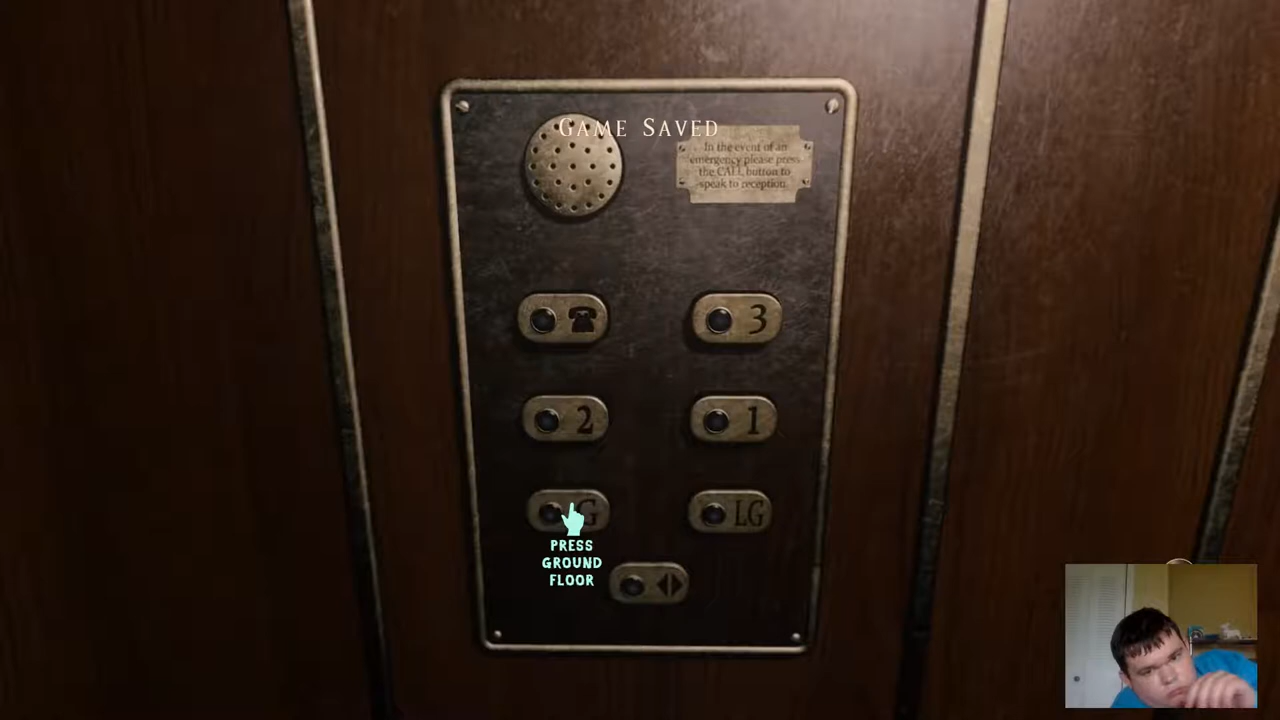 GAME SAVED
In the event of an
emergency please press
the CALL button to
speak to reception.
3
2
1
G
LG
PRESS
GROUND
FLOOR